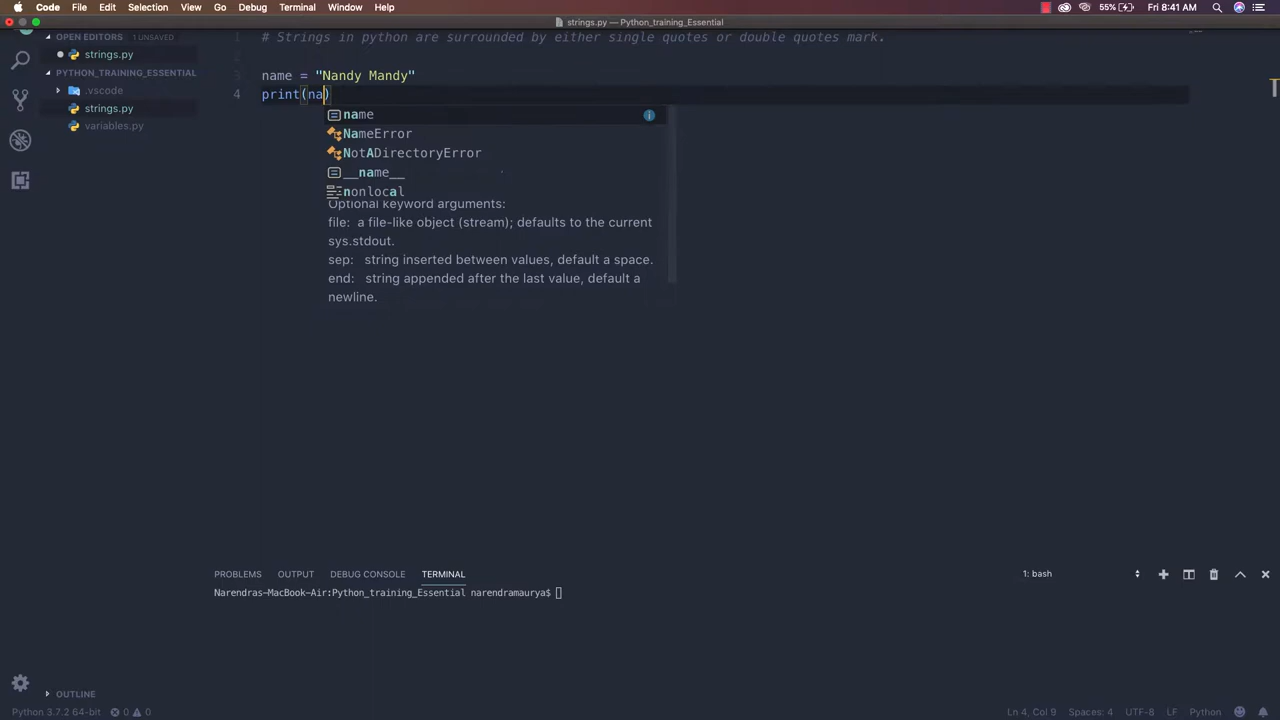 Code File Edit Selection View Go Debug Terminal Window Help 55% Fri 8:41 AM
strings.py — Python_training_Essential
OPEN EDITORS 1 UNSAVED
strings.py
PYTHON_TRAINING_ESSENTIAL
.vscode
strings.py
variables.py
1 # Strings in python are surrounded by either single quotes or double quotes mark.
3 name = "Nandy Mandy"
4 print(na)
name
NameError
NotADirectoryError
__name__
nonlocal
Optional keyword arguments:
file: a file-like object (stream); defaults to the current
sys.stdout.
sep: string inserted between values, default a space.
end: string appended after the last value, default a
newline.
PROBLEMS OUTPUT DEBUG CONSOLE TERMINAL 1: bash
Narendras-MacBook-Air:Python_training_Essential narendramaurya$
OUTLINE
Python 3.7.2 64-bit 0 0 Ln 4, Col 9 Spaces: 4 UTF-8 LF Python